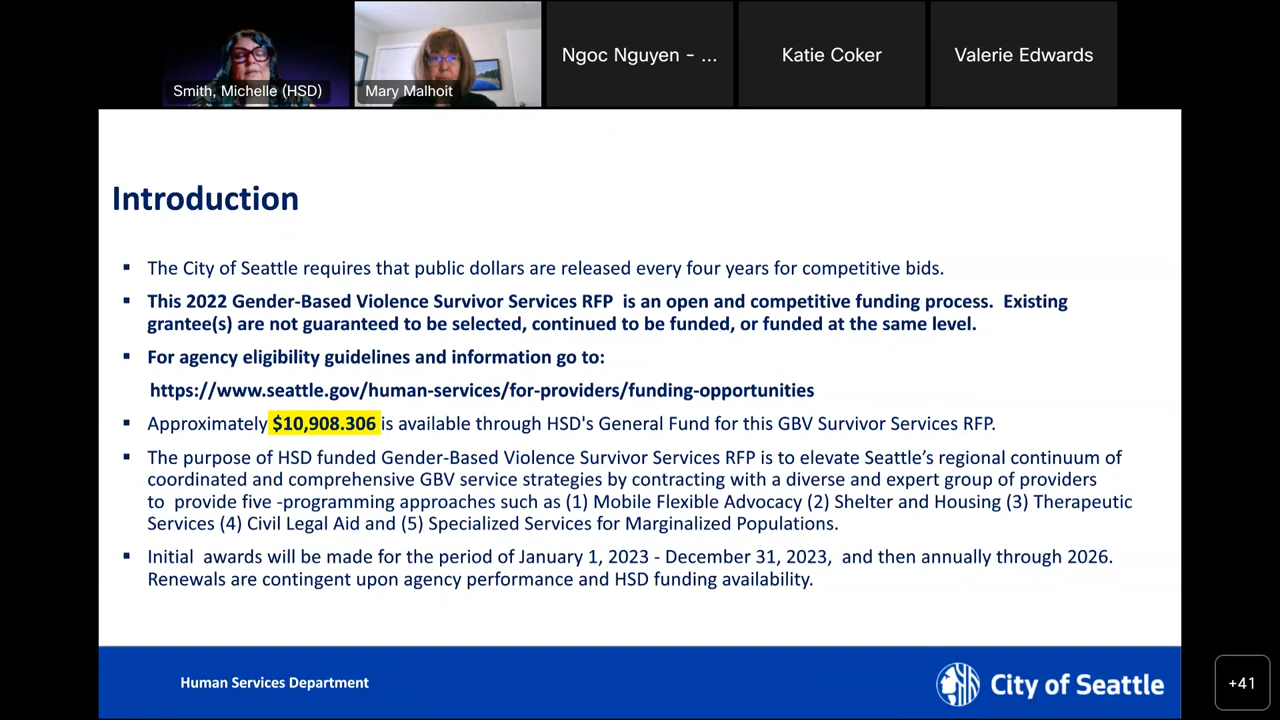 Smith, Michelle (HSD)
Mary Malhoit
Ngoc Nguyen - ...
Katie Coker
Valerie Edwards
Introduction
▪ The City of Seattle requires that public dollars are released every four years for competitive bids.
▪ This 2022 Gender-Based Violence Survivor Services RFP  is an open and competitive funding process.  Existing
grantee(s) are not guaranteed to be selected, continued to be funded, or funded at the same level.
▪ For agency eligibility guidelines and information go to:
https://www.seattle.gov/human-services/for-providers/funding-opportunities
▪ Approximately $10,908.306 is available through HSD's General Fund for this GBV Survivor Services RFP.
▪ The purpose of HSD funded Gender-Based Violence Survivor Services RFP is to elevate Seattle’s regional continuum of
coordinated and comprehensive GBV service strategies by contracting with a diverse and expert group of providers
to  provide five -programming approaches such as (1) Mobile Flexible Advocacy (2) Shelter and Housing (3) Therapeutic
Services (4) Civil Legal Aid and (5) Specialized Services for Marginalized Populations.
▪ Initial  awards will be made for the period of January 1, 2023 - December 31, 2023,  and then annually through 2026.
Renewals are contingent upon agency performance and HSD funding availability.
Human Services Department
City of Seattle
+41